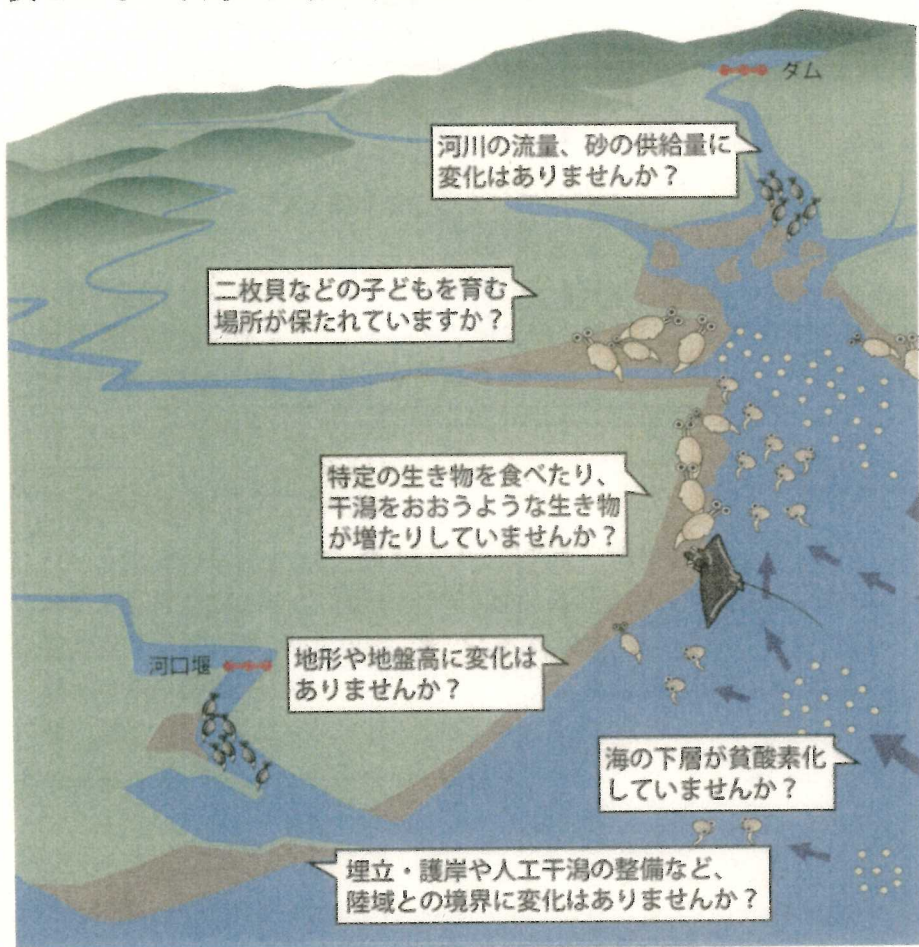 ダム
河川の流量、砂の供給量に
変化はありませんか？
二枚貝などの子どもを育む
場所が保たれていますか？
特定の生き物を食べたり、
干潟をおおうような生き物
が増たりしていませんか？
地形や地盤高に変化は
ありませんか？
河口堰
海の下層が貧酸素化
していませんか？
埋立・護岸や人工干潟の整備など、
陸域との境界に変化はありませんか？